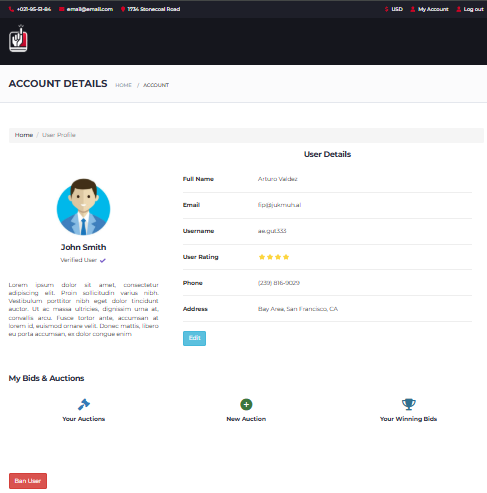 +021-95-51-84 email@email.com 1734 Stonecoal Road $ USD My Account Log out
ACCOUNT DETAILS HOME / ACCOUNT
Home / User Profile
User Details
Full Name Arturo Valdez
Email fip@jukmuh.al
Username ae.gut333
User Rating
Phone (239) 816-9029
Address Bay Area, San Francisco, CA
Edit
John Smith
Verified User
Lorem ipsum dolor sit amet, consectetur
adipiscing elit. Proin sollicitudin varius nibh.
Vestibulum porttitor nibh eget dolor tincidunt
auctor. Ut ac massa ultricies, dignissim urna at,
convallis arcu. Fusce tortor ante, accumsan at
lorem id, euismod ornare velit. Donec mattis, libero
eu porta accumsan, ex dolor congue enim.
My Bids & Auctions
Your Auctions New Auction Your Winning Bids
Ban User